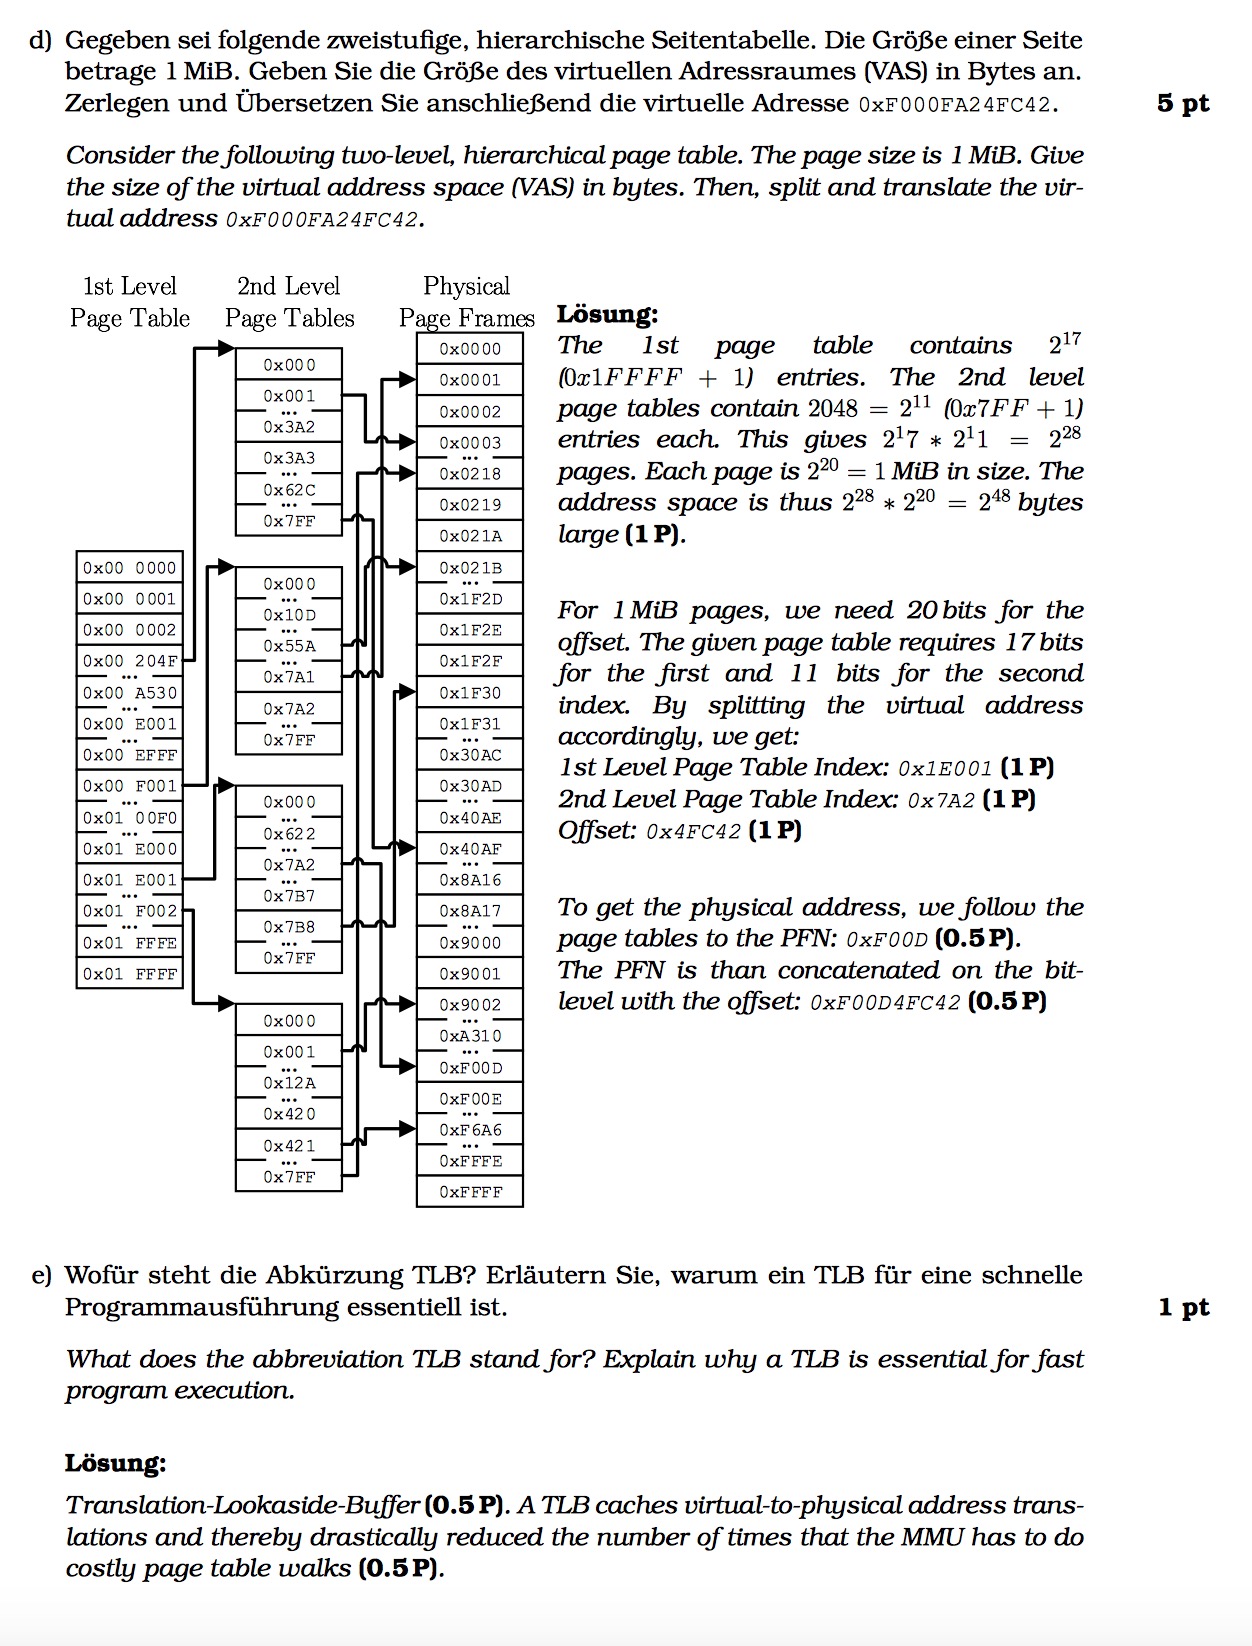 d) Gegeben sei folgende zweistufige, hierarchische Seitentabelle. Die Größe einer Seite
betrage 1 MiB. Geben Sie die Größe des virtuellen Adressraumes (VAS) in Bytes an.
Zerlegen und Übersetzen Sie anschließend die virtuelle Adresse 0xF000FA24FC42.
5 pt
Consider the following two-level, hierarchical page table. The page size is 1 MiB. Give
the size of the virtual address space (VAS) in bytes. Then, split and translate the vir-
tual address 0xF000FA24FC42.
1st Level
Page Table
0x00 0000
0x00 0001
0x00 0002
0x00 204F
...
0x00 A530
...
0x00 E001
...
0x00 EFFF
0x00 F001
...
0x01 00F0
...
0x01 E000
0x01 E001
...
0x01 F002
...
0x01 FFFE
0x01 FFFF
2nd Level
Page Tables
0x000
0x001
...
0x3A2
0x3A3
...
0x62C
...
0x7FF
0x000
...
0x10D
...
0x55A
...
0x7A1
0x7A2
...
0x7FF
0x000
...
0x622
...
0x7A2
...
0x7B7
0x7B8
...
0x7FF
0x000
0x001
...
0x12A
...
0x420
0x421
...
0x7FF
Physical
Page Frames
0x0000
0x0001
0x0002
0x0003
...
0x0218
0x0219
0x021A
0x021B
...
0x1F2D
0x1F2E
0x1F2F
0x1F30
0x1F31
...
0x30AC
0x30AD
...
0x40AE
0x40AF
...
0x8A16
0x8A17
...
0x9000
0x9001
0x9002
...
0xA310
...
0xF00D
0xF00E
...
0xF6A6
...
0xFFFE
0xFFFF
Lösung:
The 1st page table contains 2^17
(0x1FFFF + 1) entries. The 2nd level
page tables contain 2048 = 2^11 (0x7FF + 1)
entries each. This gives 2^17 * 2^11 = 2^28
pages. Each page is 2^20 = 1 MiB in size. The
address space is thus 2^28 * 2^20 = 2^48 bytes
large (1 P).
For 1 MiB pages, we need 20 bits for the
offset. The given page table requires 17 bits
for the first and 11 bits for the second
index. By splitting the virtual address
accordingly, we get:
1st Level Page Table Index: 0x1E001 (1 P)
2nd Level Page Table Index: 0x7A2 (1 P)
Offset: 0x4FC42 (1 P)
To get the physical address, we follow the
page tables to the PFN: 0xF00D (0.5 P).
The PFN is than concatenated on the bit-
level with the offset: 0xF00D4FC42 (0.5 P)
e) Wofür steht die Abkürzung TLB? Erläutern Sie, warum ein TLB für eine schnelle
Programmausführung essentiell ist.
1 pt
What does the abbreviation TLB stand for? Explain why a TLB is essential for fast
program execution.
Lösung:
Translation-Lookaside-Buffer (0.5 P). A TLB caches virtual-to-physical address trans-
lations and thereby drastically reduced the number of times that the MMU has to do
costly page table walks (0.5 P).